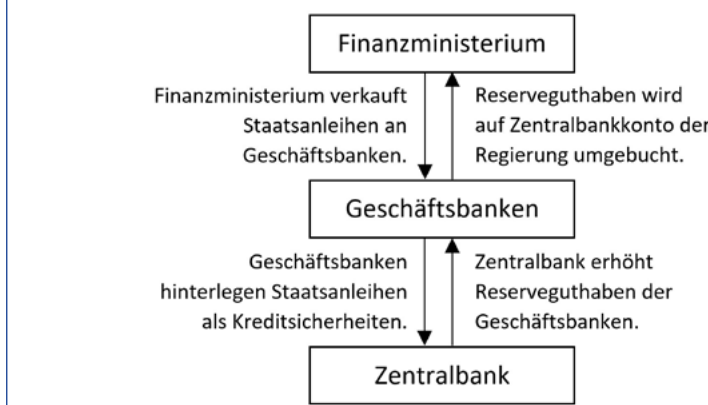 Finanzministerium
Finanzministerium verkauft
Staatsanleihen an
Geschäftsbanken.
Reserveguthaben wird
auf Zentralbankkonto der
Regierung umgebucht.
Geschäftsbanken
Geschäftsbanken
hinterlegen Staatsanleihen
als Kreditsicherheiten.
Zentralbank erhöht
Reserveguthaben der
Geschäftsbanken.
Zentralbank